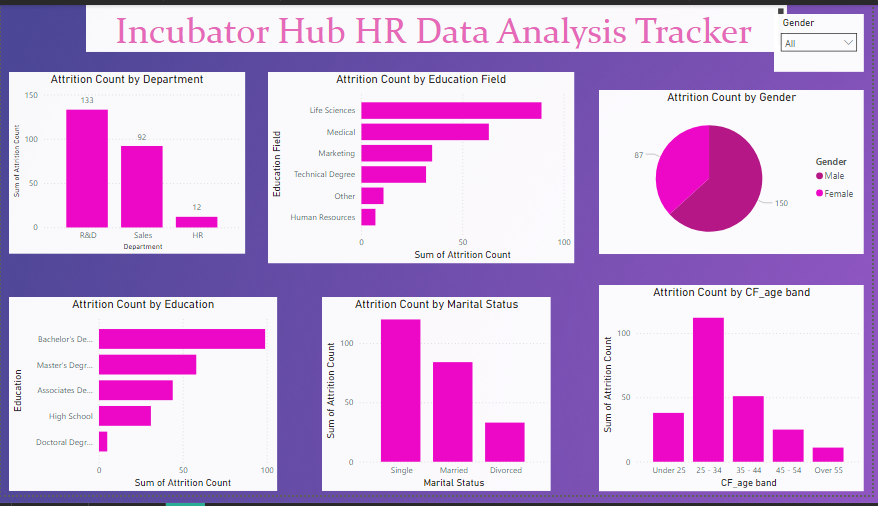 Incubator Hub HR Data Analysis Tracker
Gender
All
Attrition Count by Department
Sum of Attrition Count
150
100
50
0
133
92
12
R&D Sales HR
Department
Attrition Count by Education Field
Education Field
Life Sciences
Medical
Marketing
Technical Degree
Other
Human Resources
0 50 100
Sum of Attrition Count
Attrition Count by Gender
87
150
Gender
Male
Female
Attrition Count by Education
Education
Bachelor's De...
Master's Degr...
Associates De...
High School
Doctoral Degr...
0 50 100
Sum of Attrition Count
Attrition Count by Marital Status
Sum of Attrition Count
100
50
0
Single Married Divorced
Marital Status
Attrition Count by CF_age band
Sum of Attrition Count
100
50
0
Under 25 25 - 34 35 - 44 45 - 54 Over 55
CF_age band